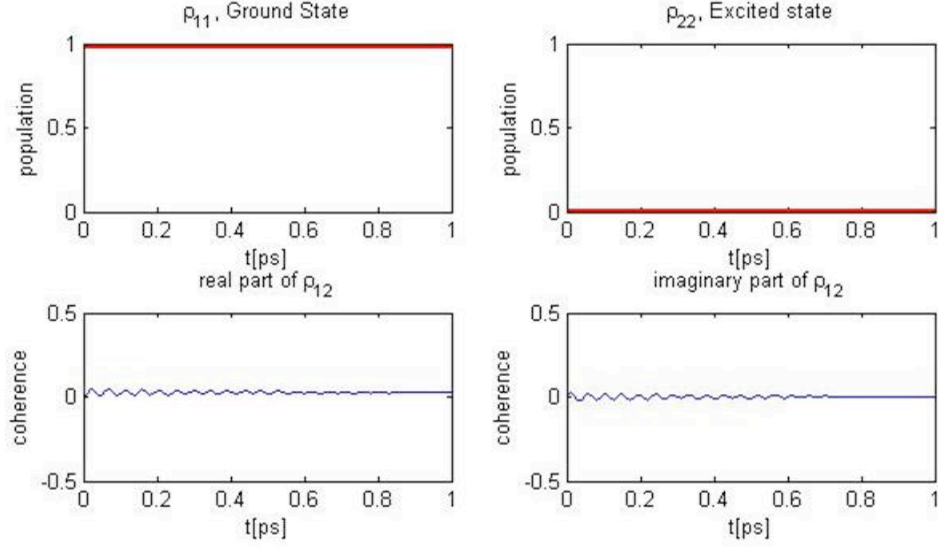 ρ11, Ground State
1
0.5
0
population
0 0.2 0.4 0.6 0.8 1
t[ps]
ρ22, Excited state
1
0.5
0
population
0 0.2 0.4 0.6 0.8 1
t[ps]
real part of ρ12
0.5
0
-0.5
coherence
0 0.2 0.4 0.6 0.8 1
t[ps]
imaginary part of ρ12
0.5
0
-0.5
coherence
0 0.2 0.4 0.6 0.8 1
t[ps]